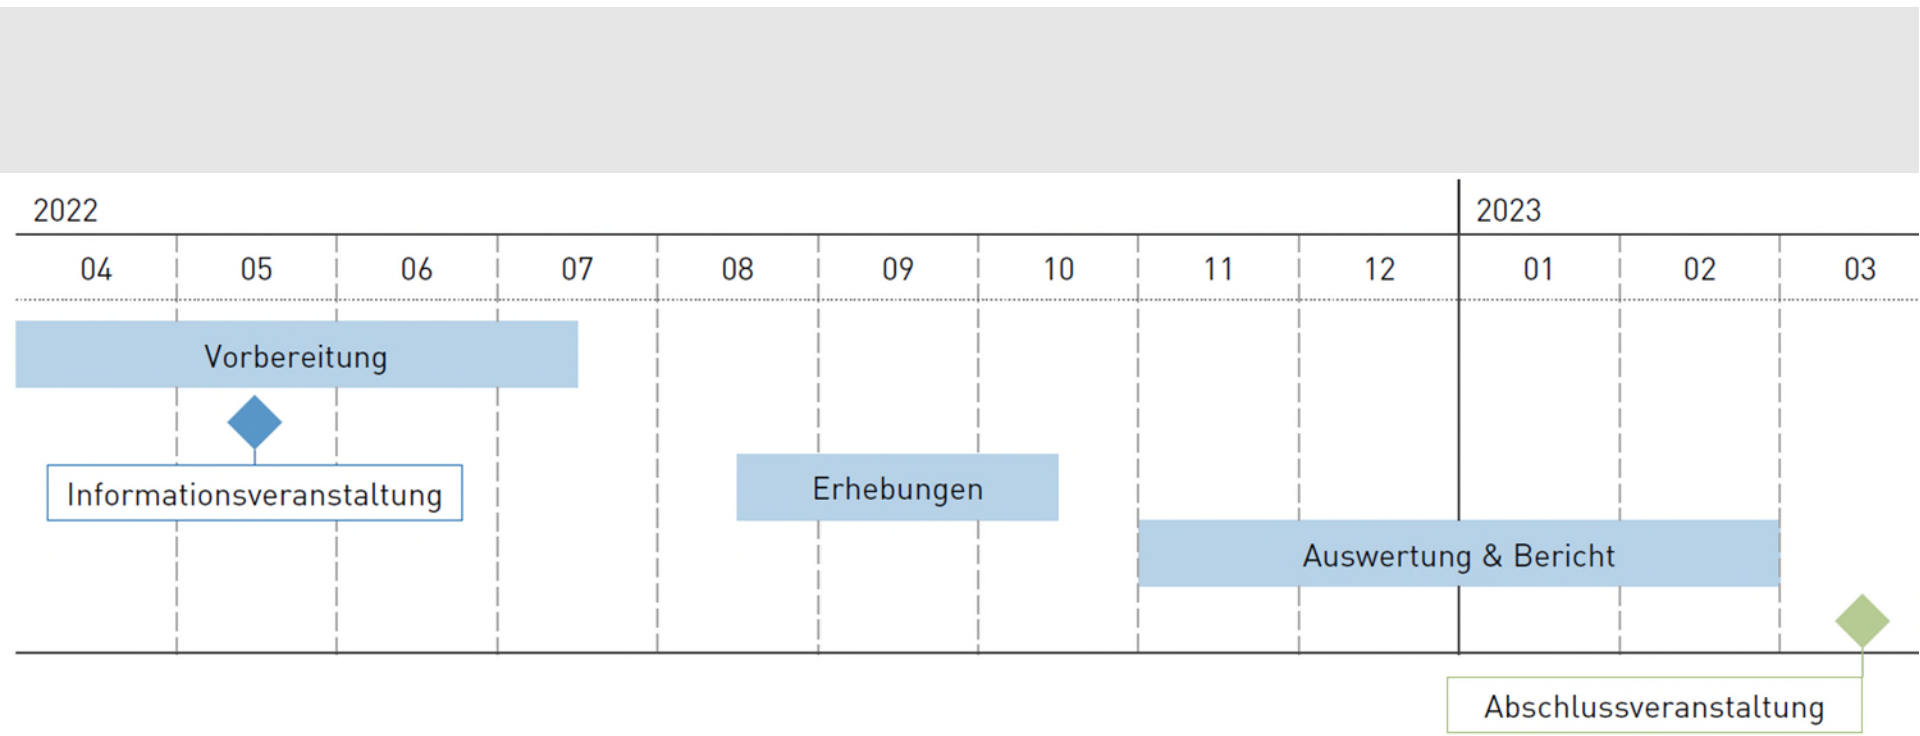 2022 2023
04 05 06 07 08 09 10 11 12 01 02 03
Vorbereitung
Informationsveranstaltung
Erhebungen
Auswertung & Bericht
Abschlussveranstaltung